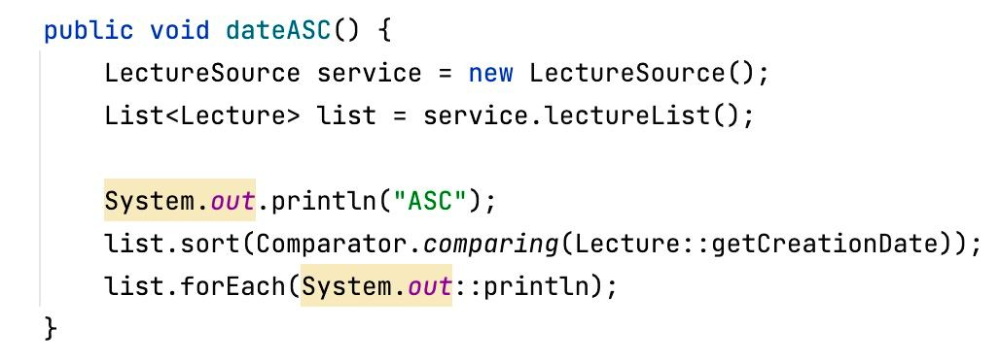 public void dateASC() {
    LectureSource service = new LectureSource();
    List<Lecture> list = service.lectureList();

    System.out.println("ASC");
    list.sort(Comparator.comparing(Lecture::getCreationDate));
    list.forEach(System.out::println);
}